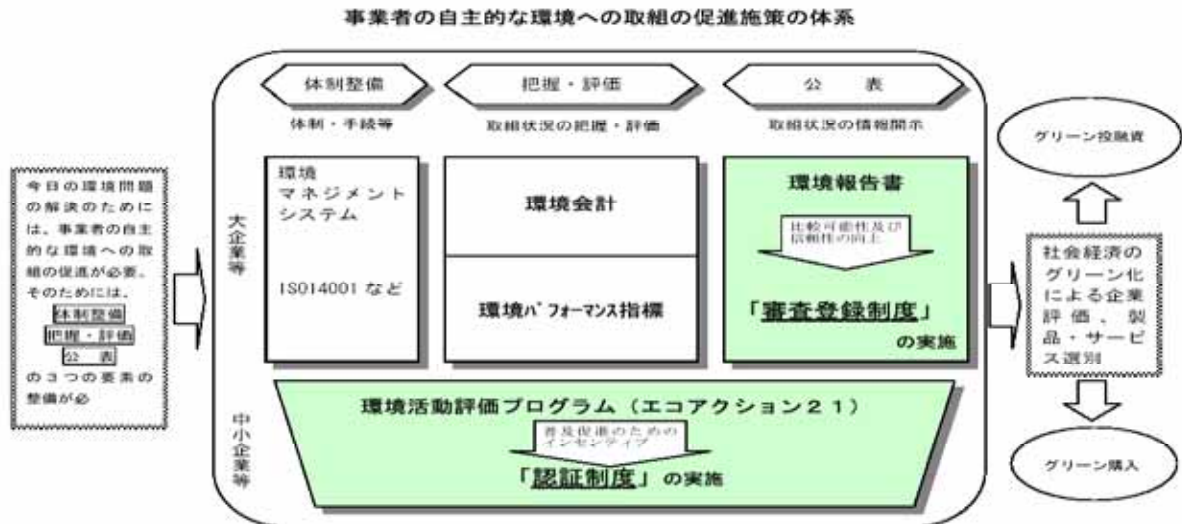 事業者の自主的な環境への取組の促進施策の体系
今日の環境問題
の解決のために
は、事業者の自主
的な環境への取
組の促進が必要。
そのためには、
体制整備
把握・評価
公　表
の３つの要素の
整備が必
大企業等
中小企業等
体制整備
体制・手続等
把握・評価
取組状況の把握・評価
公　表
取組状況の情報開示
環境
マネジメント
システム
ISO14001 など
環境会計
環境ﾊﾟﾌｫｰﾏﾝｽ指標
環境報告書
比較可能性及び
信頼性の向上
「審査登録制度」
の実施
環境活動評価プログラム（エコアクション２１）
普及促進のための
インセンティブ
「認証制度」の実施
グリーン投融資
社会経済の
グリーン化
による企業
評価、製
品・サービ
ス選別
グリーン購入